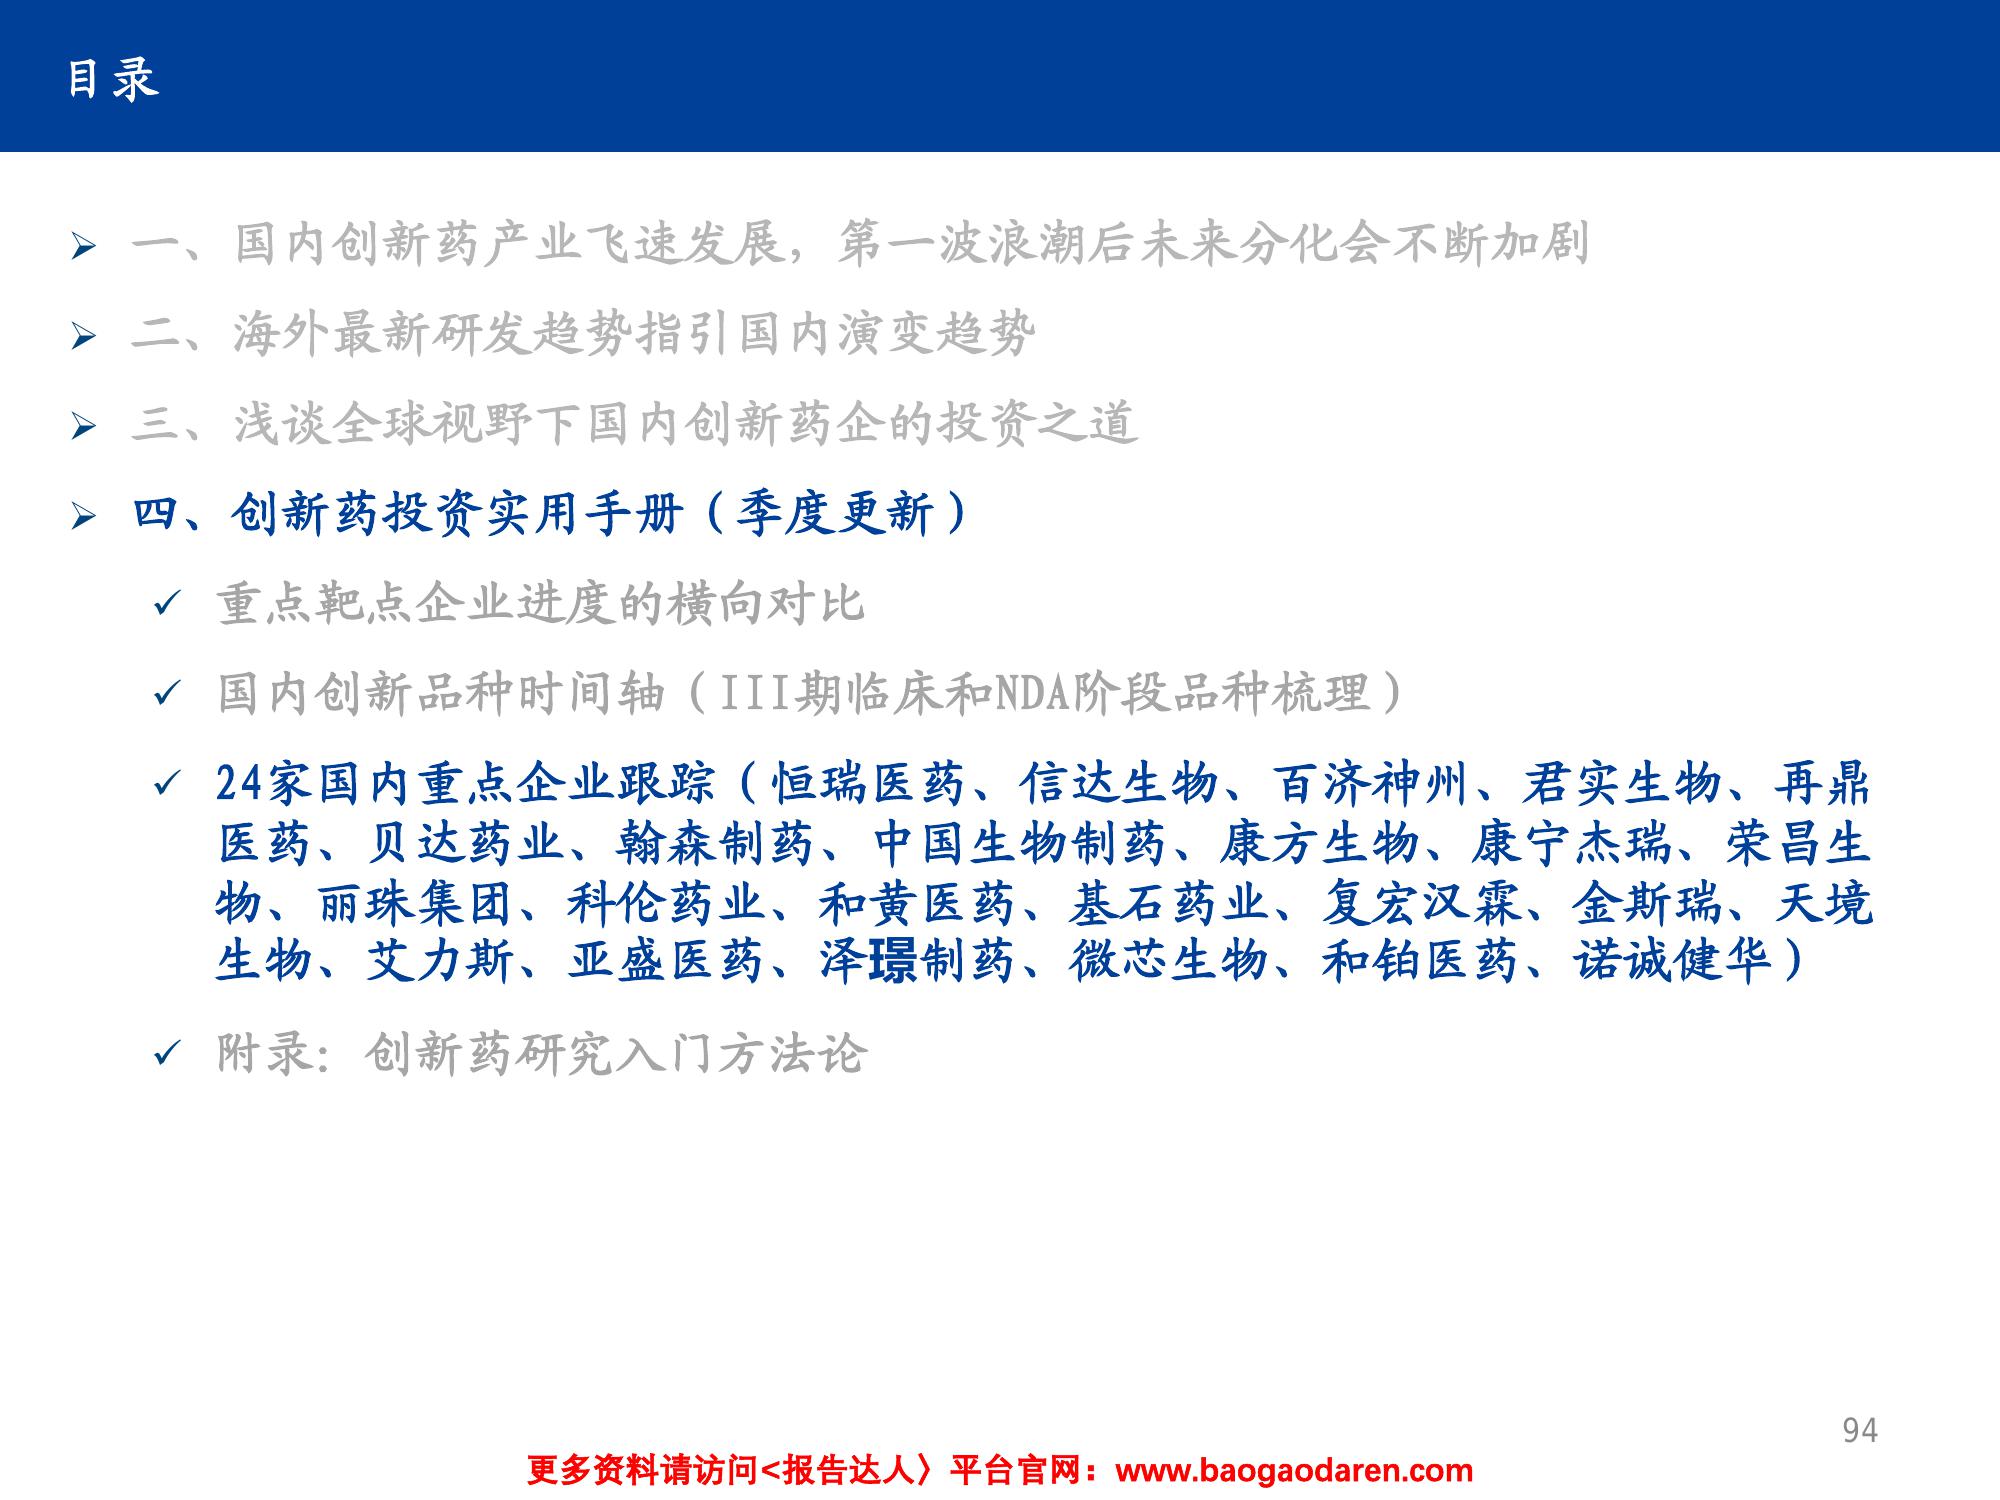 目录
一、国内创新药产业飞速发展，第一波浪潮后未来分化会不断加剧
二、海外最新研发趋势指引国内演变趋势
三、浅谈全球视野下国内创新药企的投资之道
四、创新药投资实用手册（季度更新）
重点靶点企业进度的横向对比
国内创新品种时间轴（III期临床和NDA阶段品种梳理）
24家国内重点企业跟踪（恒瑞医药、信达生物、百济神州、君实生物、再鼎
医药、贝达药业、翰森制药、中国生物制药、康方生物、康宁杰瑞、荣昌生
物、丽珠集团、科伦药业、和黄医药、基石药业、复宏汉霖、金斯瑞、天境
生物、艾力斯、亚盛医药、泽璟制药、微芯生物、和铂医药、诺诚健华）
附录：创新药研究入门方法论
94
更多资料请访问<报告达人〉平台官网：www.baogaodaren.com